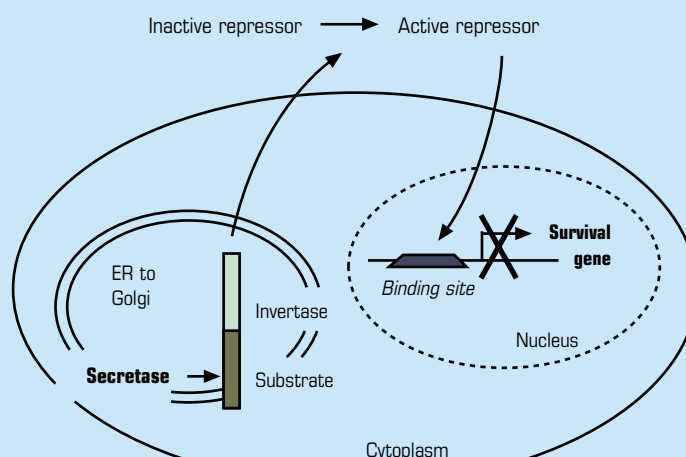 Inactive repressor
Active repressor
Survival
gene
Binding site
Nucleus
ER to
Golgi
Invertase
Secretase
Substrate
Cytoplasm